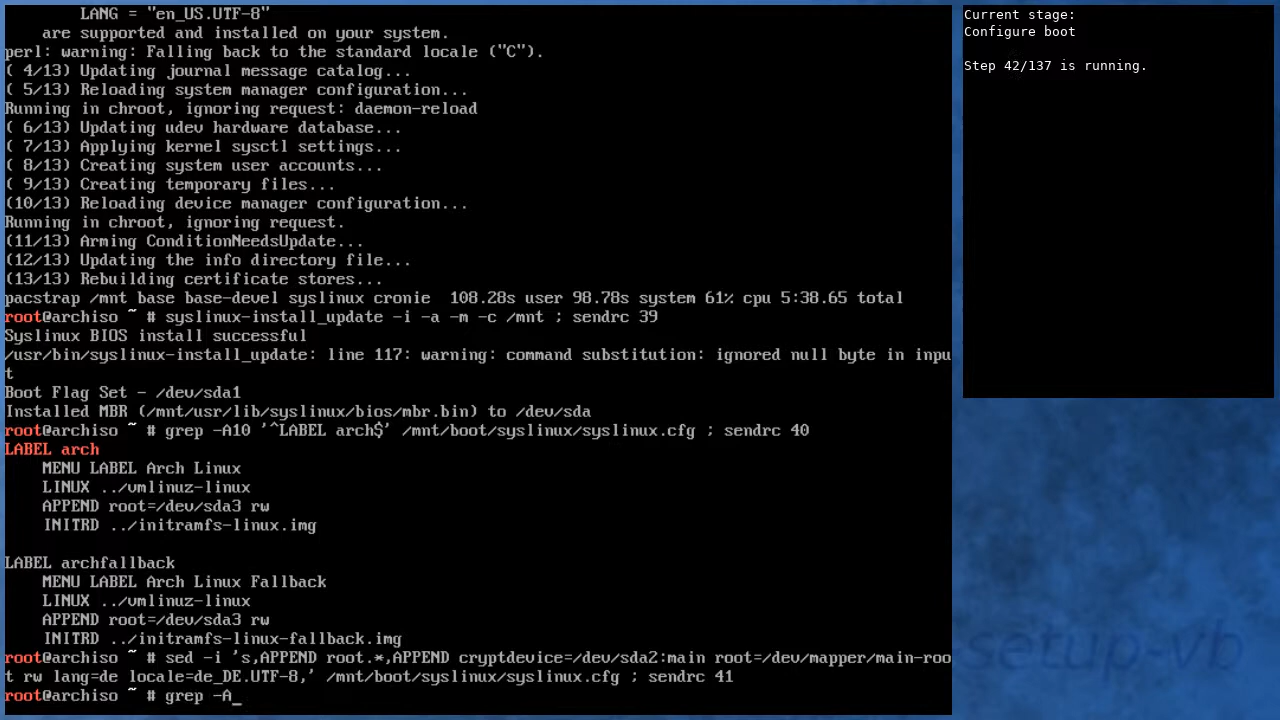 LANG = "en_US.UTF-8"
    are supported and installed on your system.
perl: warning: Falling back to the standard locale ("C").
( 4/13) Updating journal message catalog...
( 5/13) Reloading system manager configuration...
Running in chroot, ignoring request: daemon-reload
( 6/13) Updating udev hardware database...
( 7/13) Applying kernel sysctl settings...
( 8/13) Creating system user accounts...
( 9/13) Creating temporary files...
(10/13) Reloading device manager configuration...
Running in chroot, ignoring request.
(11/13) Arming ConditionNeedsUpdate...
(12/13) Updating the info directory file...
(13/13) Rebuilding certificate stores...
pacstrap /mnt base base-devel syslinux cronie  108.28s user 98.78s system 61% cpu 5:38.65 total
root@archiso ~ # syslinux-install_update -i -a -m -c /mnt ; sendrc 39
Syslinux BIOS install successful
/usr/bin/syslinux-install_update: line 117: warning: command substitution: ignored null byte in inpu
t
Boot Flag Set - /dev/sda1
Installed MBR (/mnt/usr/lib/syslinux/bios/mbr.bin) to /dev/sda
root@archiso ~ # grep -A10 '^LABEL arch$' /mnt/boot/syslinux/syslinux.cfg ; sendrc 40
LABEL arch
    MENU LABEL Arch Linux
    LINUX ../vmlinuz-linux
    APPEND root=/dev/sda3 rw
    INITRD ../initramfs-linux.img

LABEL archfallback
    MENU LABEL Arch Linux Fallback
    LINUX ../vmlinuz-linux
    APPEND root=/dev/sda3 rw
    INITRD ../initramfs-linux-fallback.img
root@archiso ~ # sed -i 's,APPEND root.*,APPEND cryptdevice=/dev/sda2:main root=/dev/mapper/main-roo
t rw lang=de locale=de_DE.UTF-8,' /mnt/boot/syslinux/syslinux.cfg ; sendrc 41
root@archiso ~ # grep -A_
Current stage:
Configure boot

Step 42/137 is running.
setup-vb